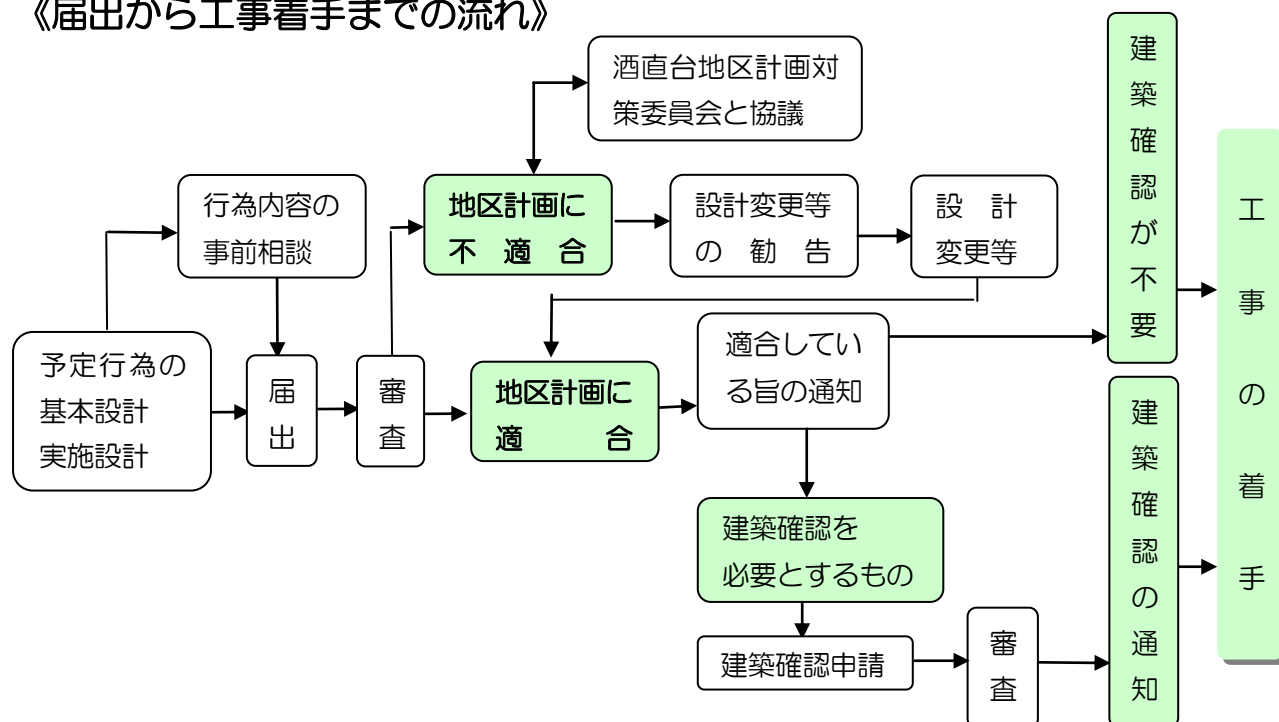 《届出から工事着手までの流れ》
酒直台地区計画対
策委員会と協議
行為内容の
事前相談
地区計画に
不適合
設計変更等
の勧告
設計
変更等
予定行為の
基本設計
実施設計
届出
審査
地区計画に
適合
適合してい
る旨の通知
建築確認を
必要とするもの
建築確認申請
審査
建築確認が不要
建築確認の通知
工事の着手